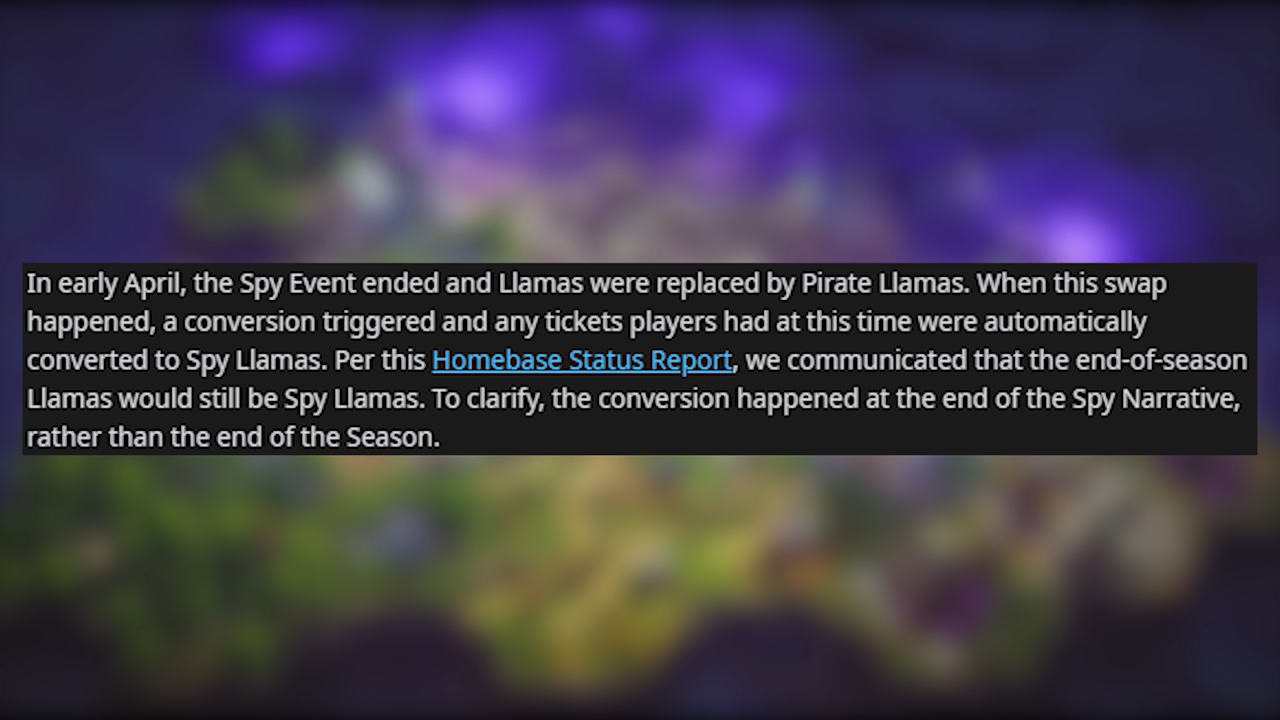 In early April, the Spy Event ended and Llamas were replaced by Pirate Llamas. When this swap
happened, a conversion triggered and any tickets players had at this time were automatically
converted to Spy Llamas. Per this Homebase Status Report, we communicated that the end-of-season
Llamas would still be Spy Llamas. To clarify, the conversion happened at the end of the Spy Narrative,
rather than the end of the Season.